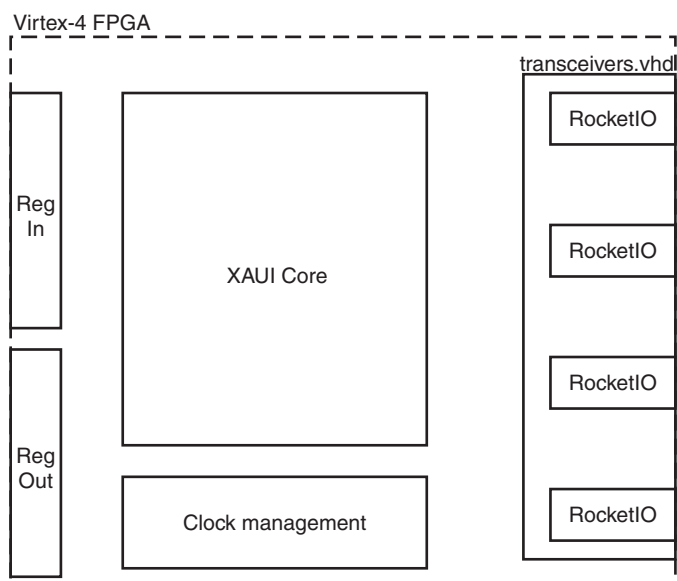 Virtex-4 FPGA
transceivers.vhd
RocketIO
Reg
In
RocketIO
XAUI Core
RocketIO
Reg
Out
RocketIO
Clock management